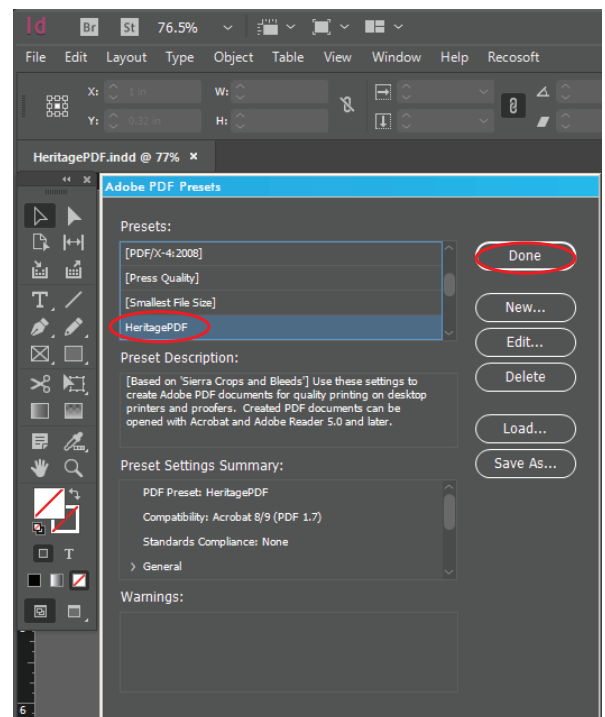 Id Br St 76.5%
File Edit Layout Type Object Table View Window Help Recosoft
X: 1 in W:
Y: 0.32 in H:
HeritagePDF.indd @ 77% ×
Adobe PDF Presets
Presets:
[PDF/X-4:2008]
[Press Quality]
[Smallest File Size]
HeritagePDF
Done
New...
Edit...
Delete
Load...
Save As...
Preset Description:
[Based on 'Sierra Crops and Bleeds'] Use these settings to
create Adobe PDF documents for quality printing on desktop
printers and proofers. Created PDF documents can be
opened with Acrobat and Adobe Reader 5.0 and later.
Preset Settings Summary:
PDF Preset: HeritagePDF
Compatibility: Acrobat 8/9 (PDF 1.7)
Standards Compliance: None
> General
Warnings:
T
6